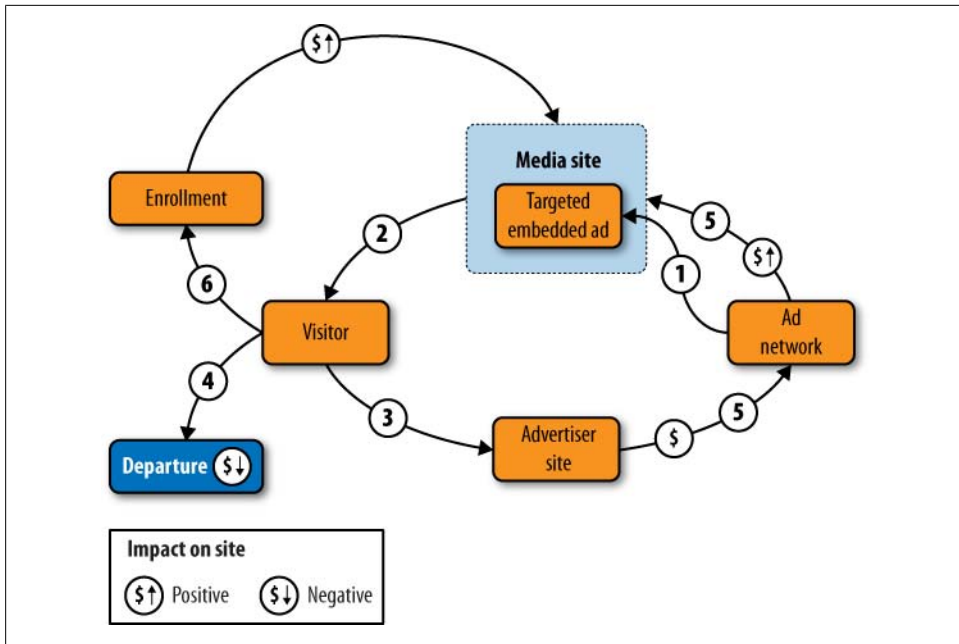 $↑
Media site
Enrollment
Targeted
embedded ad
5
2
$↑
1
6
Visitor
Ad
network
4
3
Advertiser
site
$
5
Departure $↓
Impact on site
$↑ Positive $↓ Negative